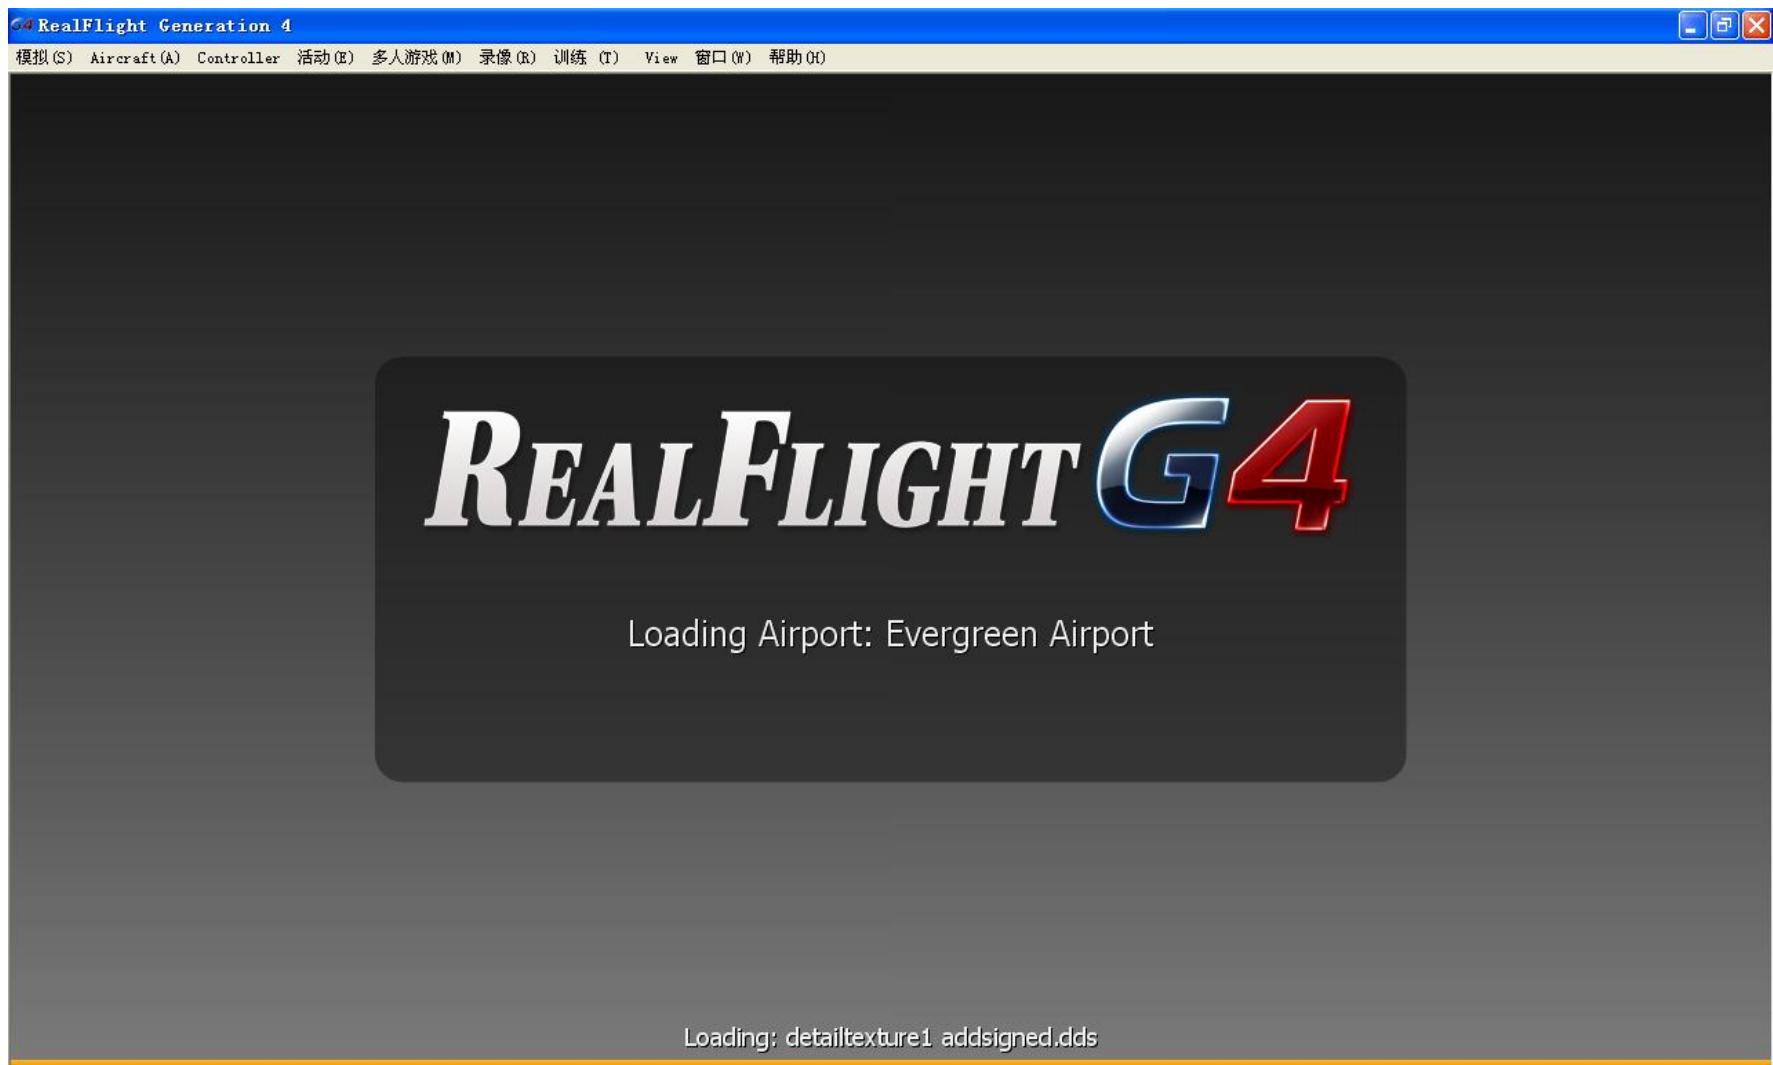 G4 RealFlight Generation 4
模拟(S) Aircraft(A) Controller 活动(E) 多人游戏(M) 录像(R) 训练 (T) View 窗口(W) 帮助(H)
REALFLIGHT G4
Loading Airport: Evergreen Airport
Loading: detailtexture1 addsigned.dds